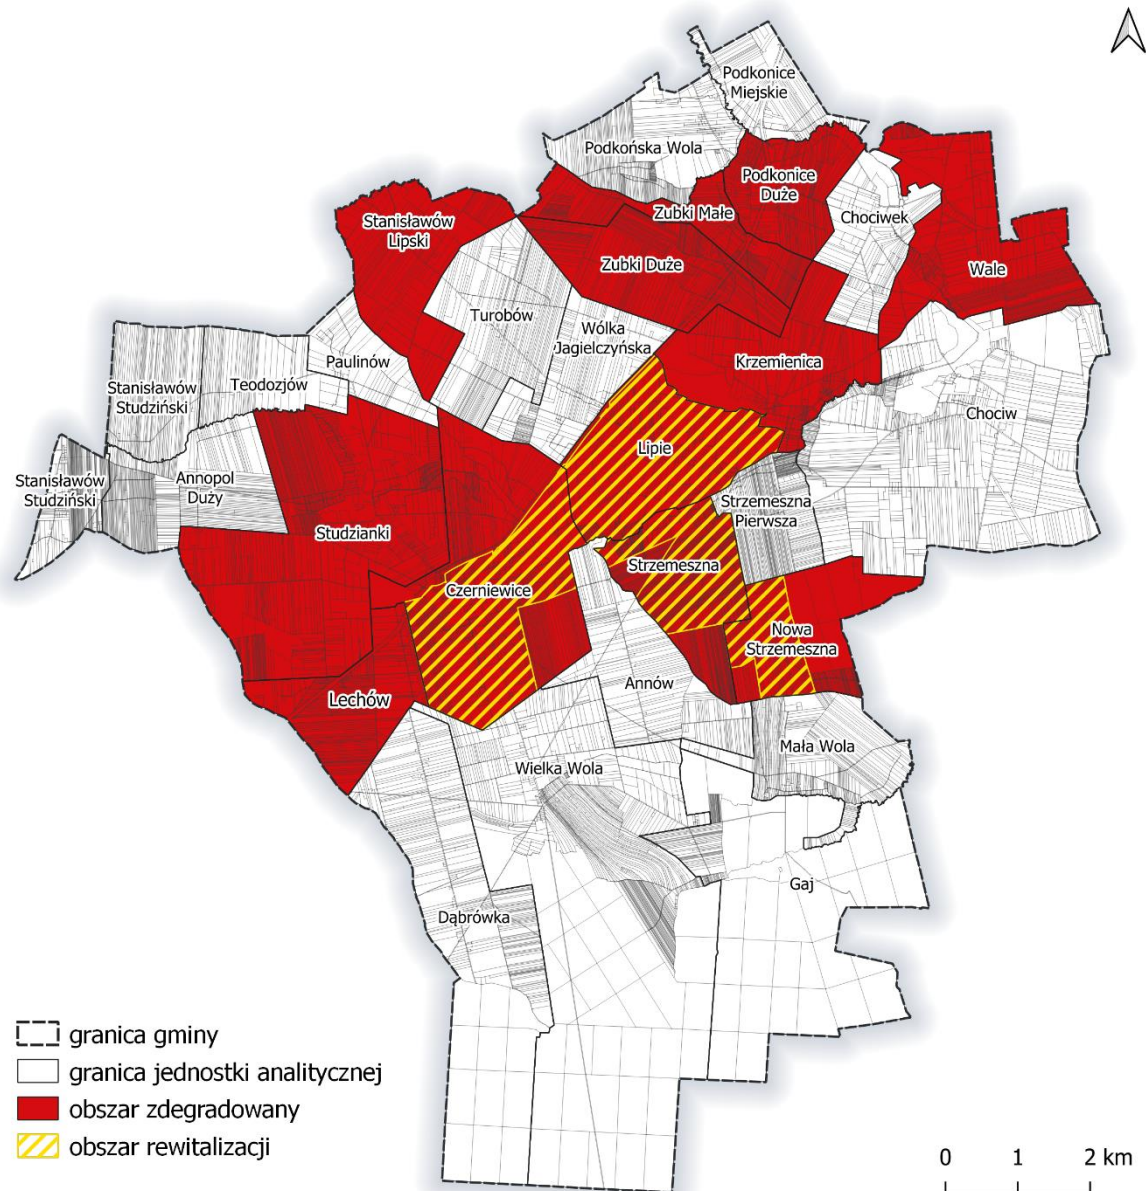 Podkonice
Miejskie
Podkońska Wola
Podkonice
Duże
Zubki Małe
Chociwek
Stanisławów
Lipski
Zubki Duże
Wale
Turobów
Wólka
Jagielczyńska
Paulinów
Krzemienica
Stanisławów
Studziński
Teodozjów
Chociw
Lipie
Stanisławów
Studziński
Annopol
Duży
Strzemeszna
Pierwsza
Studzianki
Strzemeszna
Czerniewice
Nowa
Strzemeszna
Annów
Lechów
Mała Wola
Wielka Wola
Gaj
Dąbrówka
granica gminy
granica jednostki analitycznej
obszar zdegradowany
obszar rewitalizacji
0 1 2 km